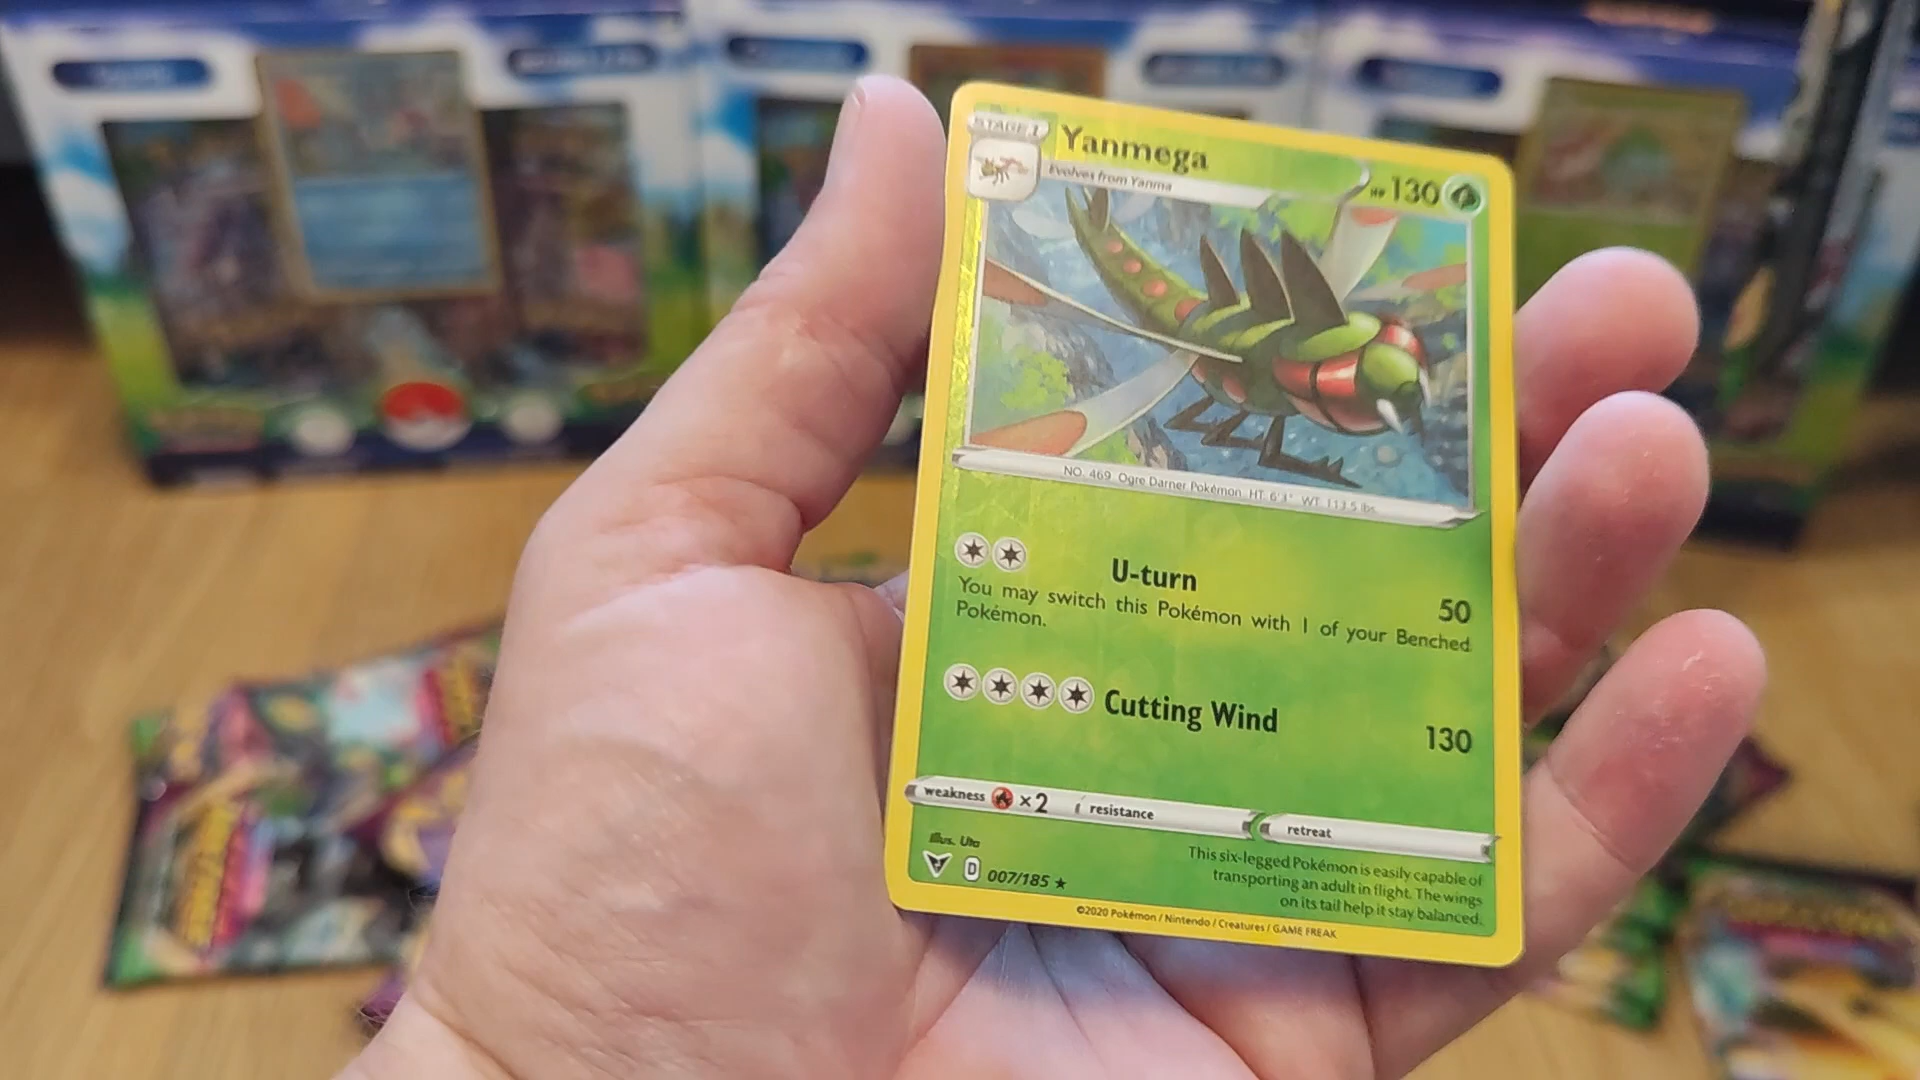 STAGE 1
Yanmega
Evolves from Yanma
HP 130
NO. 469 Ogre Darner Pokémon HT 6'3" WT 113.5 lbs.
U-turn 50
You may switch this Pokémon with 1 of your Benched
Pokémon.
Cutting Wind 130
weakness ×2 resistance retreat
Illus. Uta
D 007/185 ★
This six-legged Pokémon is easily capable of
transporting an adult in flight. The wings
on its tail help it stay balanced.
©2020 Pokémon / Nintendo / Creatures / GAME FREAK